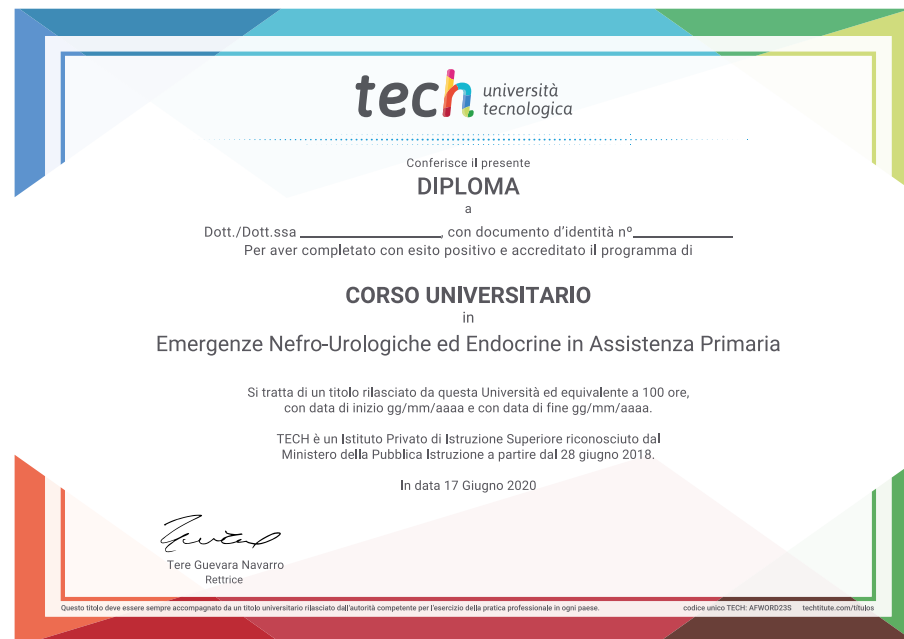 tech università
tecnologica
Conferisce il presente
DIPLOMA
a
Dott./Dott.ssa ____________________, con documento d'identità nº______________
Per aver completato con esito positivo e accreditato il programma di
CORSO UNIVERSITARIO
in
Emergenze Nefro-Urologiche ed Endocrine in Assistenza Primaria
Si tratta di un titolo rilasciato da questa Università ed equivalente a 100 ore,
con data di inizio gg/mm/aaaa e con data di fine gg/mm/aaaa.
TECH è un Istituto Privato di Istruzione Superiore riconosciuto dal
Ministero della Pubblica Istruzione a partire dal 28 giugno 2018.
In data 17 Giugno 2020
Tere Guevara Navarro
Rettrice
Questo titolo deve essere sempre accompagnato da un titolo universitario rilasciato dall'autorità competente per l'esercizio della pratica professionale in ogni paese. codice unico TECH: AFWORD23S techtitute.com/títulos